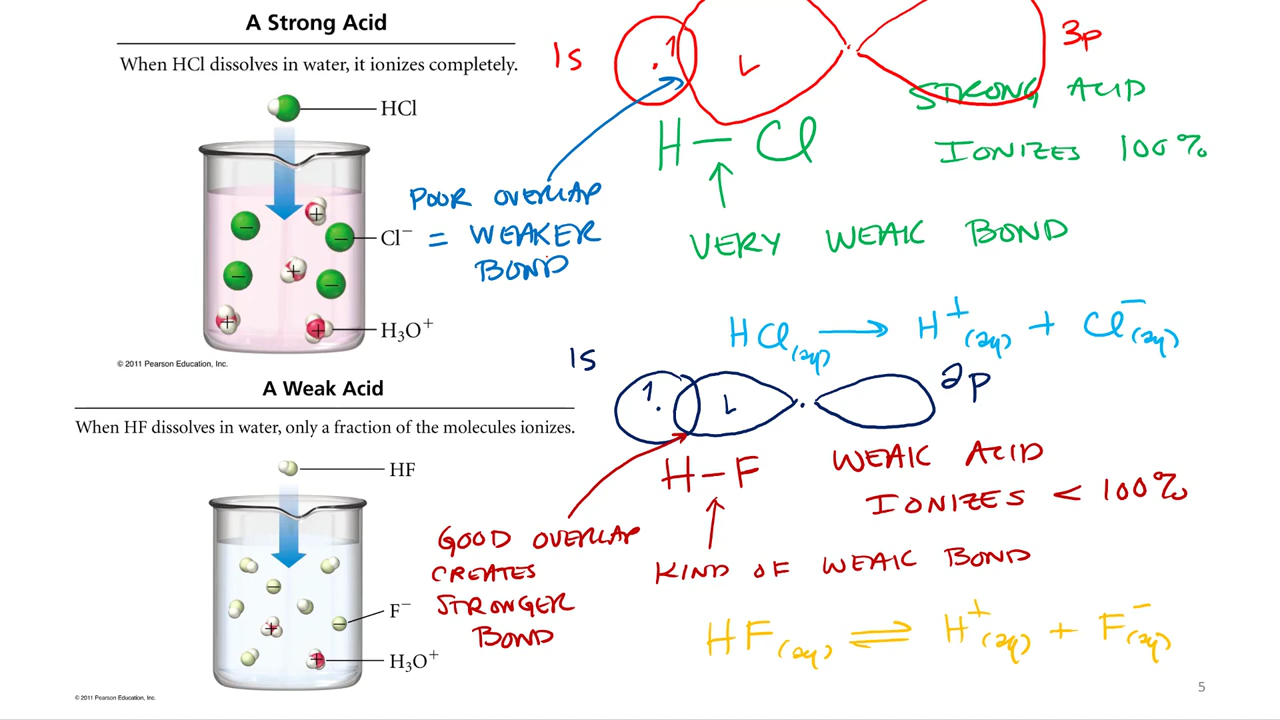 A Strong Acid
When HCl dissolves in water, it ionizes completely.
HCl
Cl⁻
H₃O⁺
© 2011 Pearson Education, Inc.
1s
3p
H — Cl
STRONG ACID
IONIZES 100%
POOR OVERLAP
= WEAKER
BOND
VERY WEAK BOND
HCl(aq) → H⁺(aq) + Cl⁻(aq)
A Weak Acid
When HF dissolves in water, only a fraction of the molecules ionizes.
HF
F⁻
H₃O⁺
© 2011 Pearson Education, Inc.
1s
2p
H – F
WEAK ACID
IONIZES < 100%
GOOD OVERLAP
CREATES
STRONGER
BOND
KIND OF WEAK BOND
HF(aq) ⇌ H⁺(aq) + F⁻(aq)
5